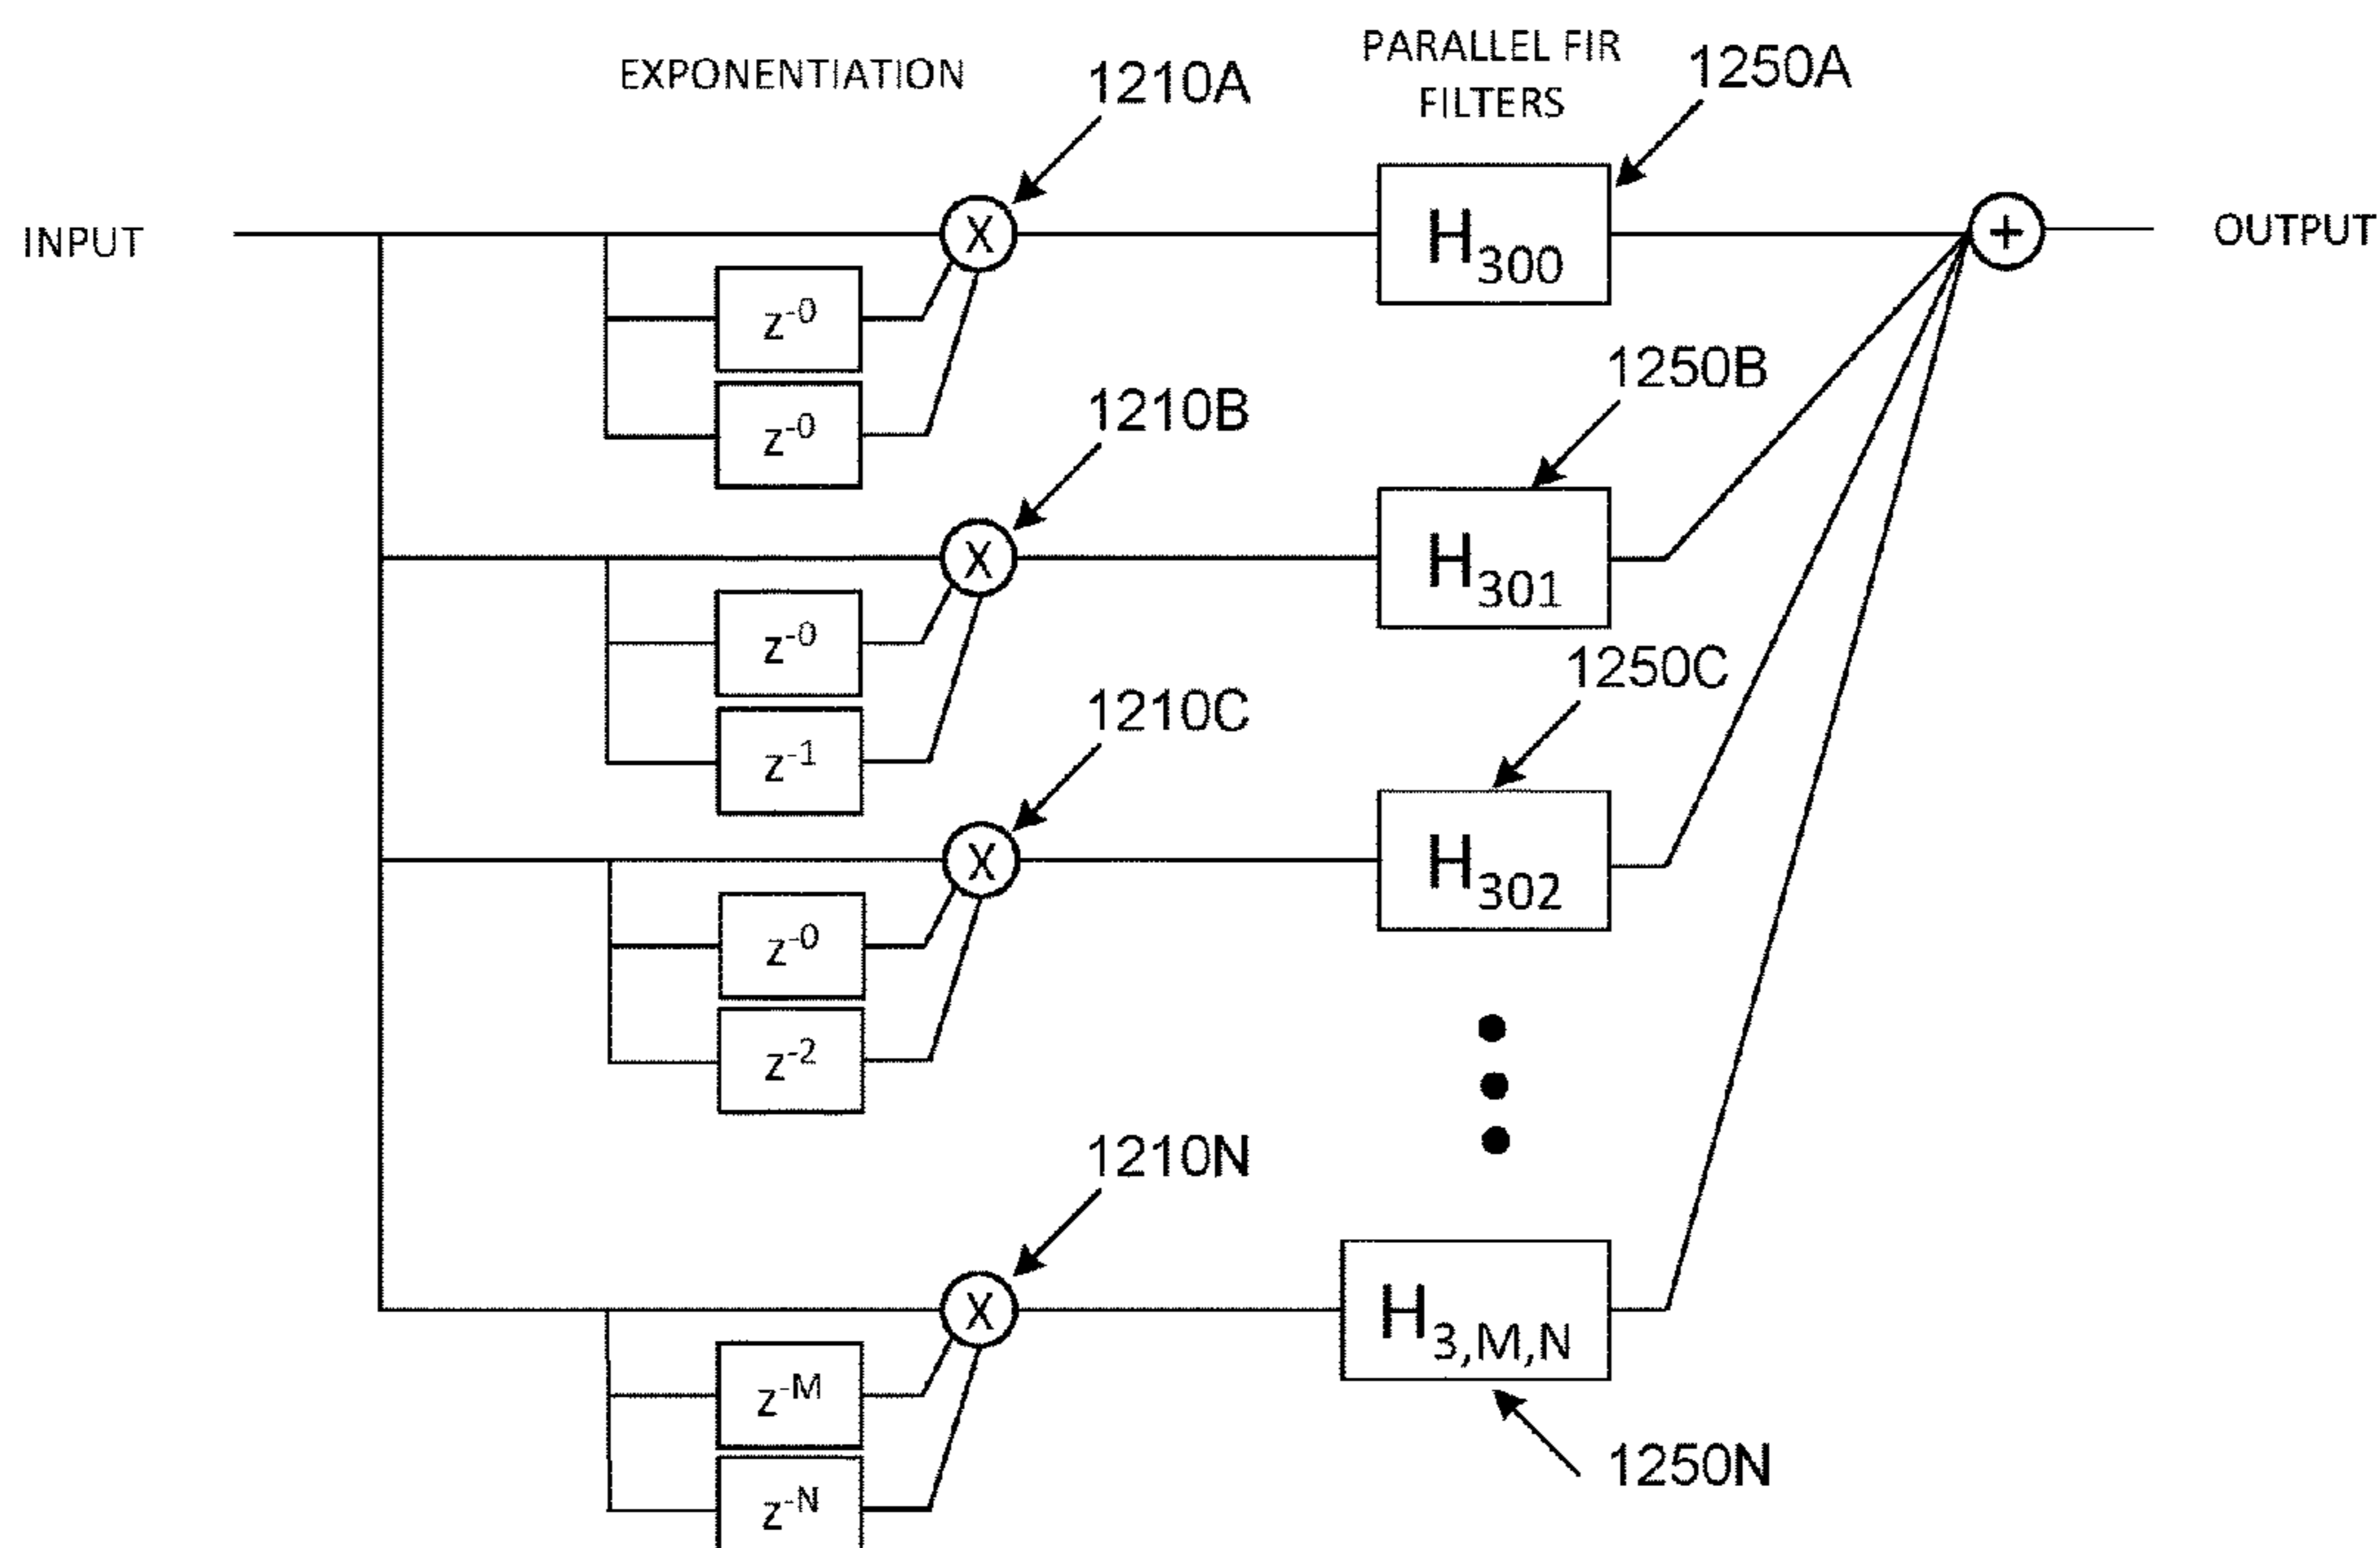 EXPONENTIATION
1210A
PARALLEL FIR
FILTERS
1250A
INPUT
X
H300
+
OUTPUT
z-0
z-0
1210B
1250B
X
H301
z-0
z-1
1210C
1250C
X
H302
z-0
z-2
1210N
X
H3,M,N
z-M
z-N
1250N